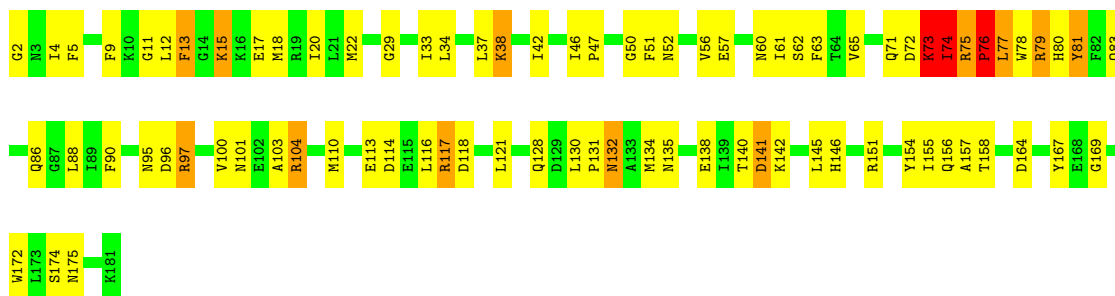 G2 N3 I4 F5 F9 K10 G11 L12 F13 G14 K15 K16 E17 M18 R19 I20 L21 M22 G29 I33 L34 L37 K38 I42 I46 P47 G50 F51 N52 V56 E57 N60 I61 S62 F63 T64 V65 Q71 D72 K73 I74 R75 P76 L77 W78 R79 H80 Y81 F82
Q86 G87 L88 I89 F90 N95 D96 R97 V100 N101 E102 A103 R104 M110 E113 D114 E115 L116 R117 D118 L121 Q128 D129 L130 P131 N132 A133 M134 N135 E138 I139 T140 D141 K142 L145 H146 R151 Y154 I155 Q156 A157 T158 D164 Y167 E168 G169
W172 L173 S174 N175 K181